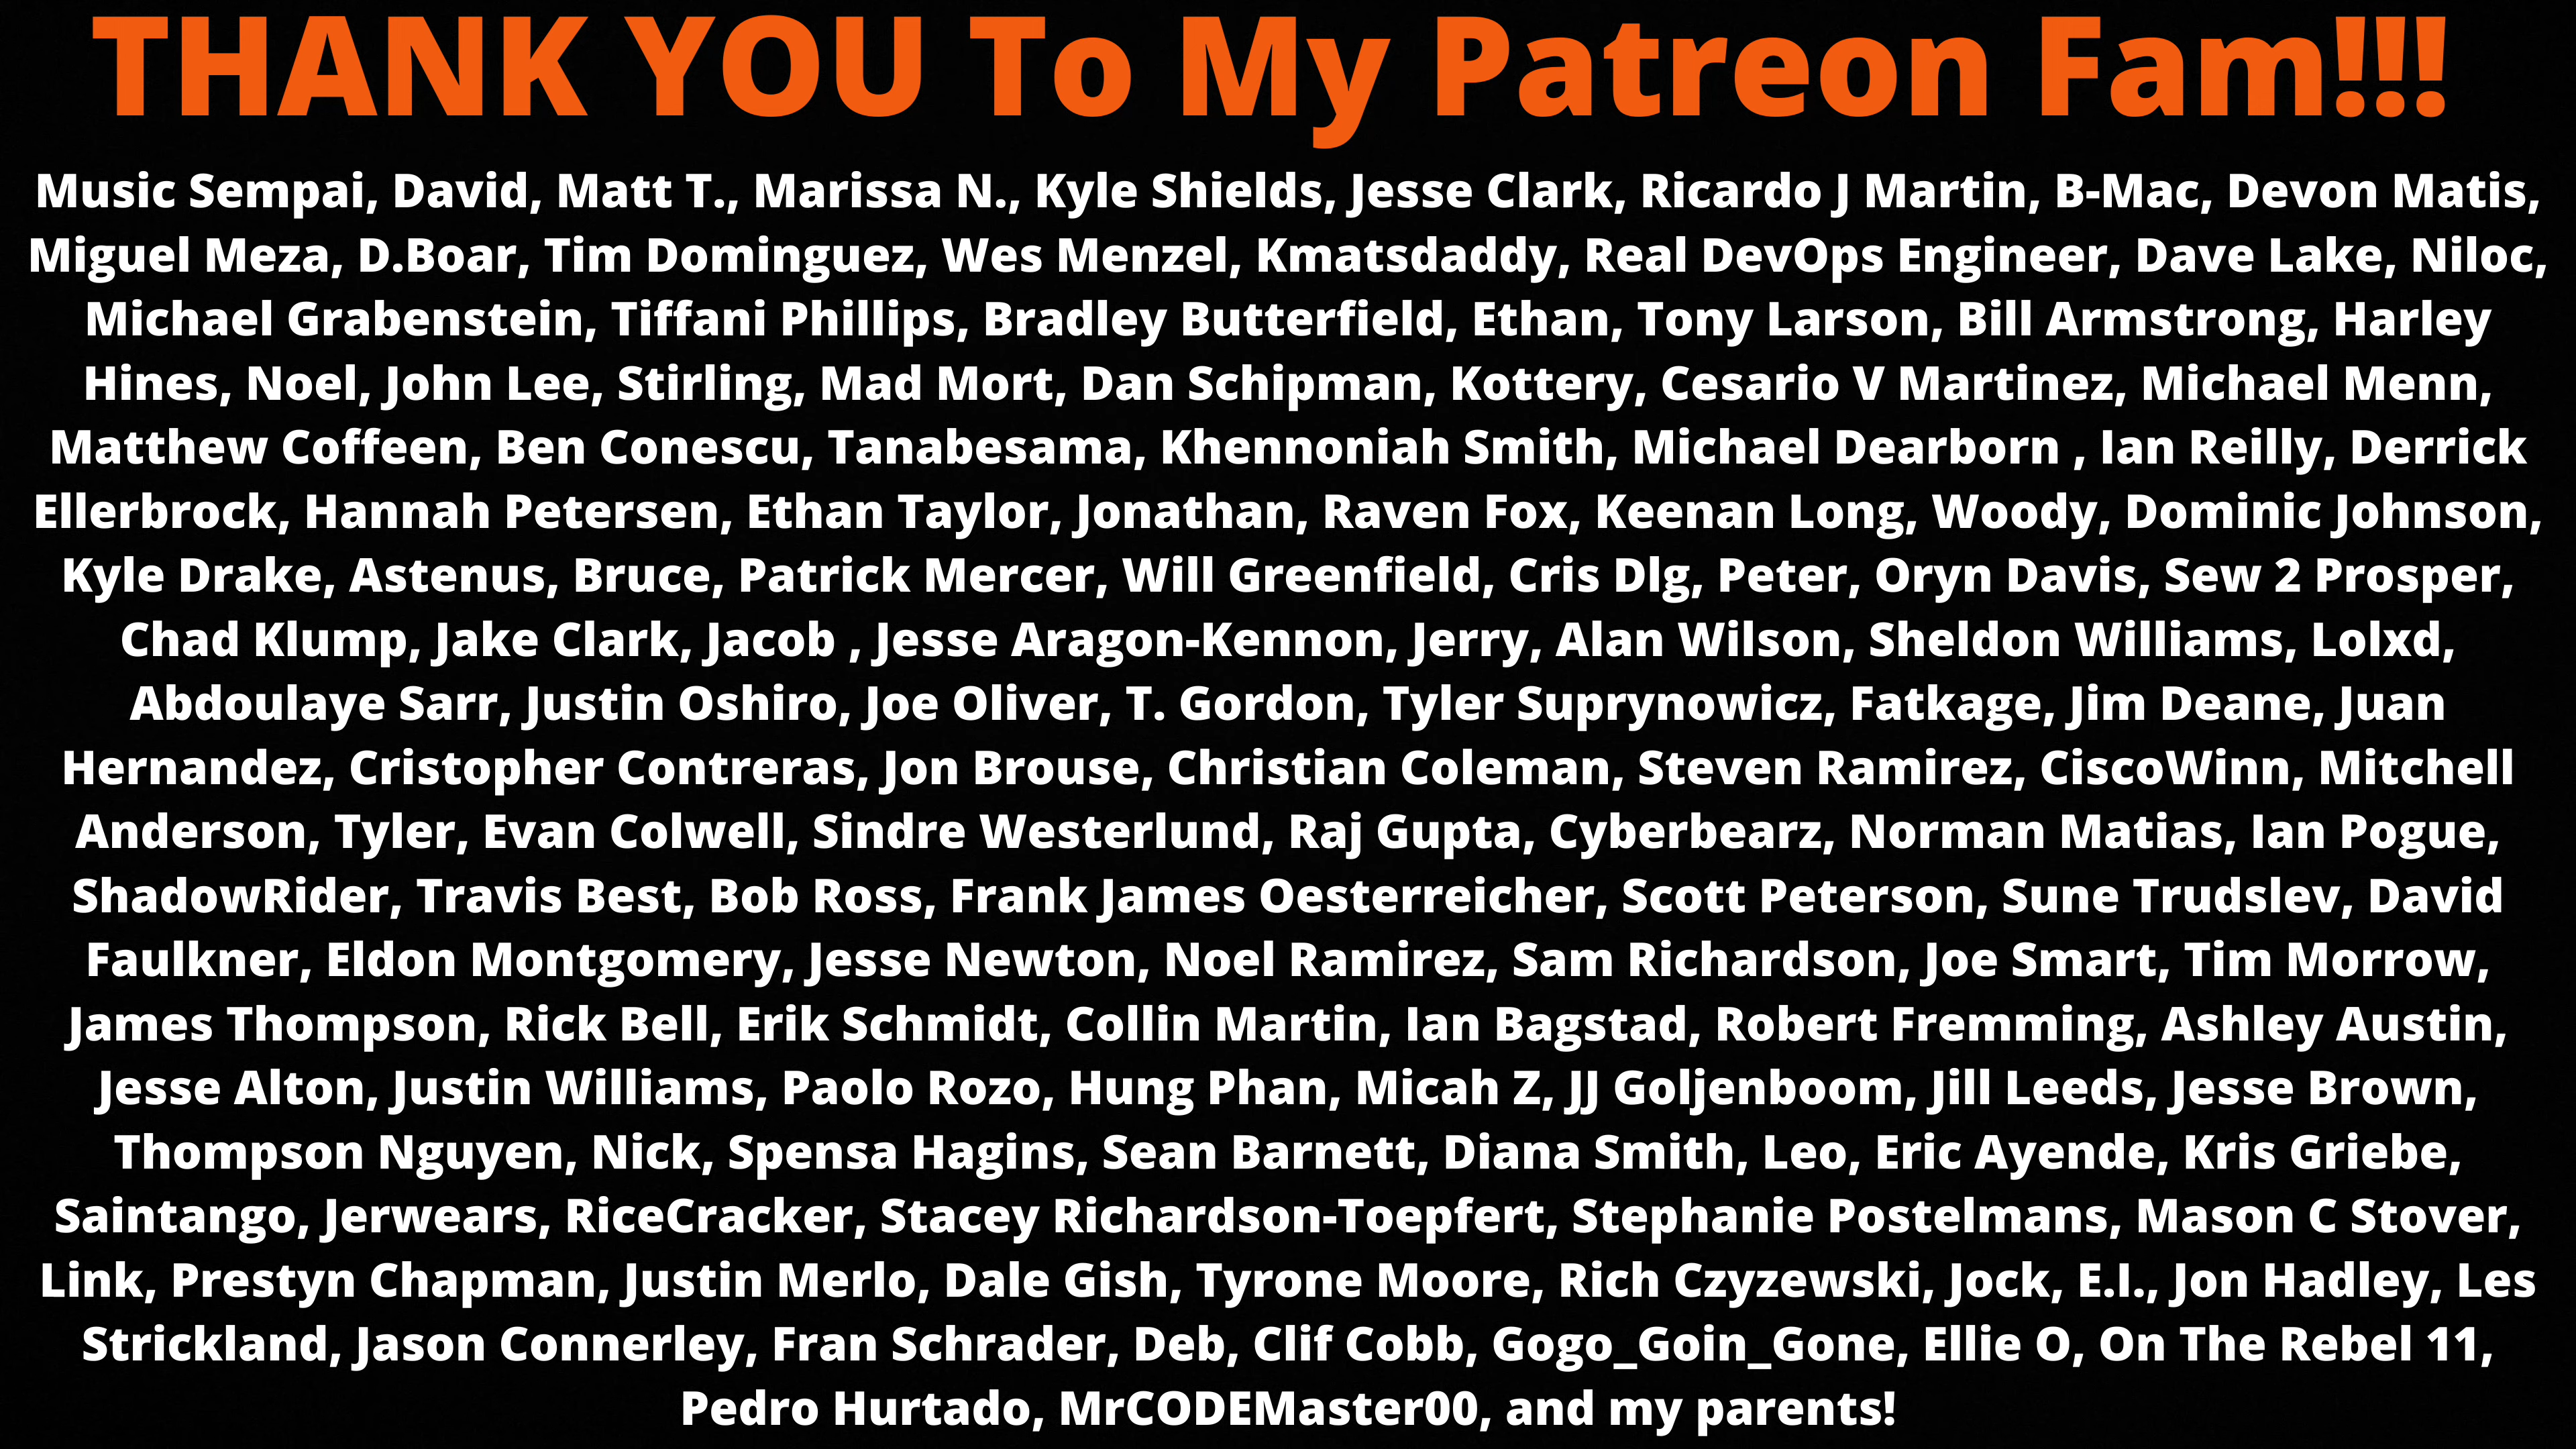 THANK YOU To My Patreon Fam!!!
Music Sempai, David, Matt T., Marissa N., Kyle Shields, Jesse Clark, Ricardo J Martin, B-Mac, Devon Matis,
Miguel Meza, D.Boar, Tim Dominguez, Wes Menzel, Kmatsdaddy, Real DevOps Engineer, Dave Lake, Niloc,
Michael Grabenstein, Tiffani Phillips, Bradley Butterfield, Ethan, Tony Larson, Bill Armstrong, Harley
Hines, Noel, John Lee, Stirling, Mad Mort, Dan Schipman, Kottery, Cesario V Martinez, Michael Menn,
Matthew Coffeen, Ben Conescu, Tanabesama, Khennoniah Smith, Michael Dearborn , Ian Reilly, Derrick
Ellerbrock, Hannah Petersen, Ethan Taylor, Jonathan, Raven Fox, Keenan Long, Woody, Dominic Johnson,
Kyle Drake, Astenus, Bruce, Patrick Mercer, Will Greenfield, Cris Dlg, Peter, Oryn Davis, Sew 2 Prosper,
Chad Klump, Jake Clark, Jacob , Jesse Aragon-Kennon, Jerry, Alan Wilson, Sheldon Williams, Lolxd,
Abdoulaye Sarr, Justin Oshiro, Joe Oliver, T. Gordon, Tyler Suprynowicz, Fatkage, Jim Deane, Juan
Hernandez, Cristopher Contreras, Jon Brouse, Christian Coleman, Steven Ramirez, CiscoWinn, Mitchell
Anderson, Tyler, Evan Colwell, Sindre Westerlund, Raj Gupta, Cyberbearz, Norman Matias, Ian Pogue,
ShadowRider, Travis Best, Bob Ross, Frank James Oesterreicher, Scott Peterson, Sune Trudslev, David
Faulkner, Eldon Montgomery, Jesse Newton, Noel Ramirez, Sam Richardson, Joe Smart, Tim Morrow,
James Thompson, Rick Bell, Erik Schmidt, Collin Martin, Ian Bagstad, Robert Fremming, Ashley Austin,
Jesse Alton, Justin Williams, Paolo Rozo, Hung Phan, Micah Z, JJ Goljenboom, Jill Leeds, Jesse Brown,
Thompson Nguyen, Nick, Spensa Hagins, Sean Barnett, Diana Smith, Leo, Eric Ayende, Kris Griebe,
Saintango, Jerwears, RiceCracker, Stacey Richardson-Toepfert, Stephanie Postelmans, Mason C Stover,
Link, Prestyn Chapman, Justin Merlo, Dale Gish, Tyrone Moore, Rich Czyzewski, Jock, E.I., Jon Hadley, Les
Strickland, Jason Connerley, Fran Schrader, Deb, Clif Cobb, Gogo_Goin_Gone, Ellie O, On The Rebel 11,
Pedro Hurtado, MrCODEMaster00, and my parents!